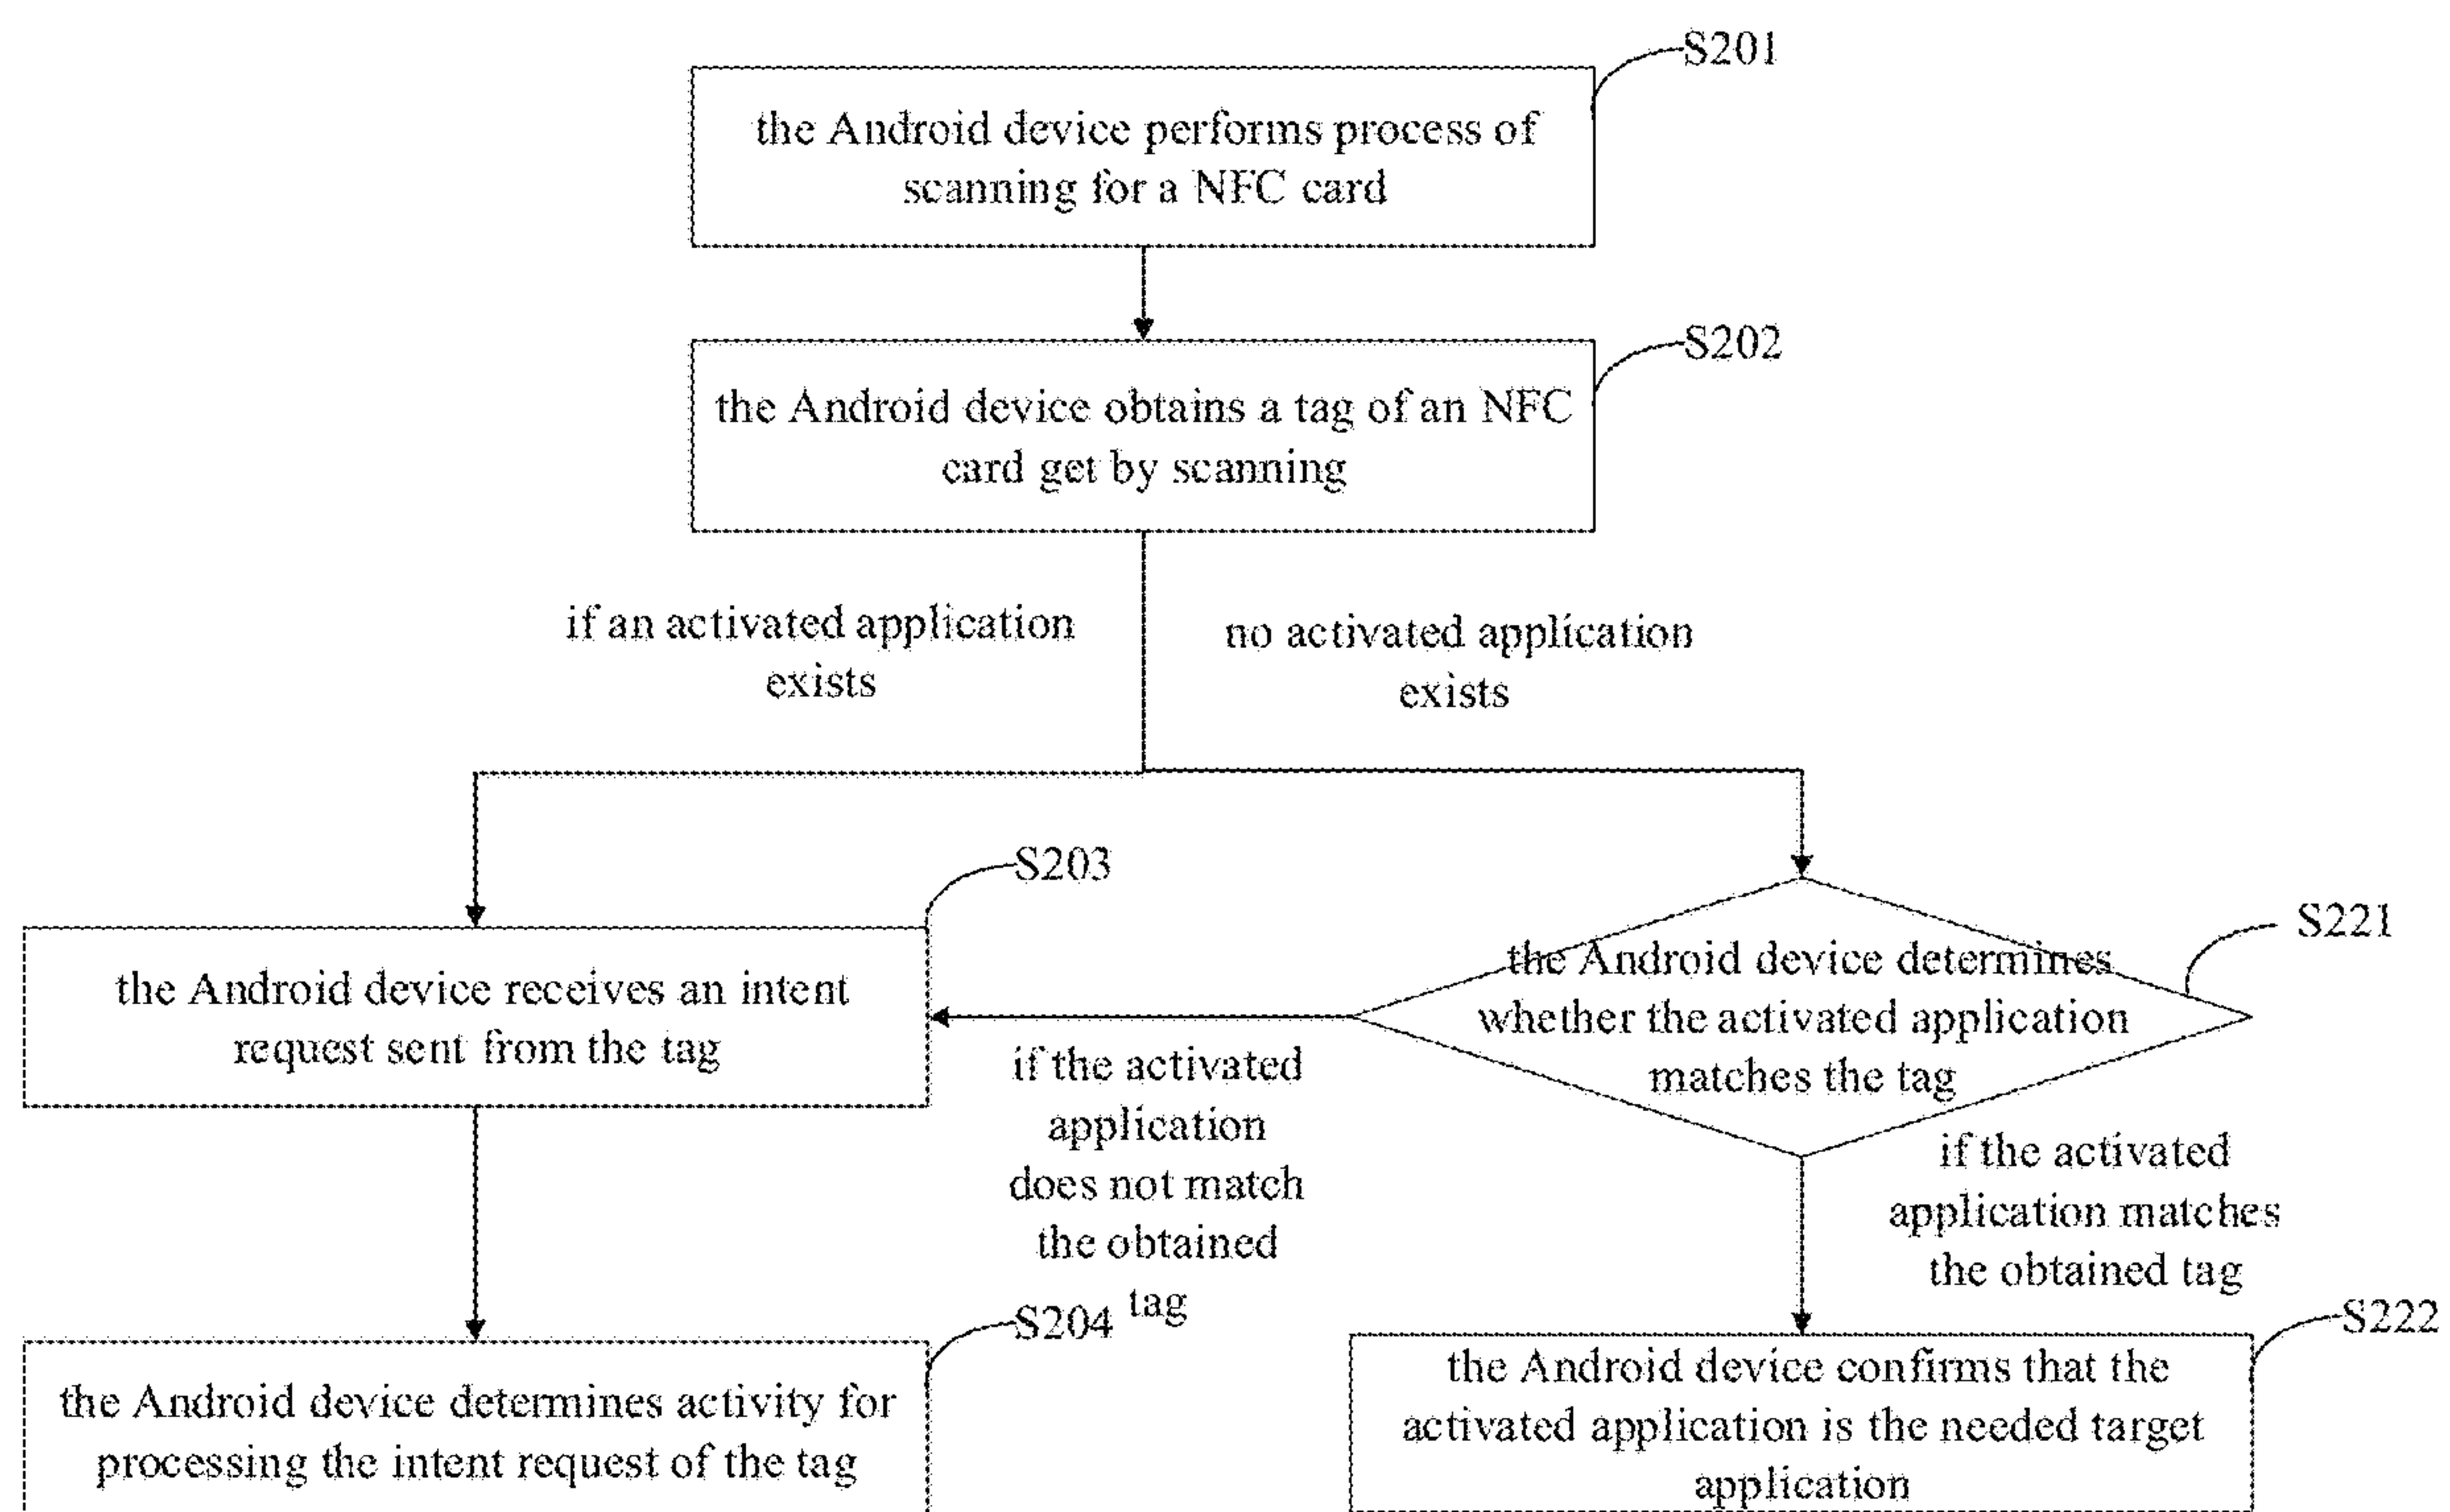 S201
the Android device performs process of
scanning for a NFC card
S202
the Android device obtains a tag of an NFC
card get by scanning
if an activated application
exists
no activated application
exists
S203
the Android device receives an intent
request sent from the tag
S221
the Android device determines
whether the activated application
matches the tag
if the activated
application
does not match
the obtained
tag
if the activated
application matches
the obtained tag
S204
the Android device determines activity for
processing the intent request of the tag
S222
the Android device confirms that the
activated application is the needed target
application